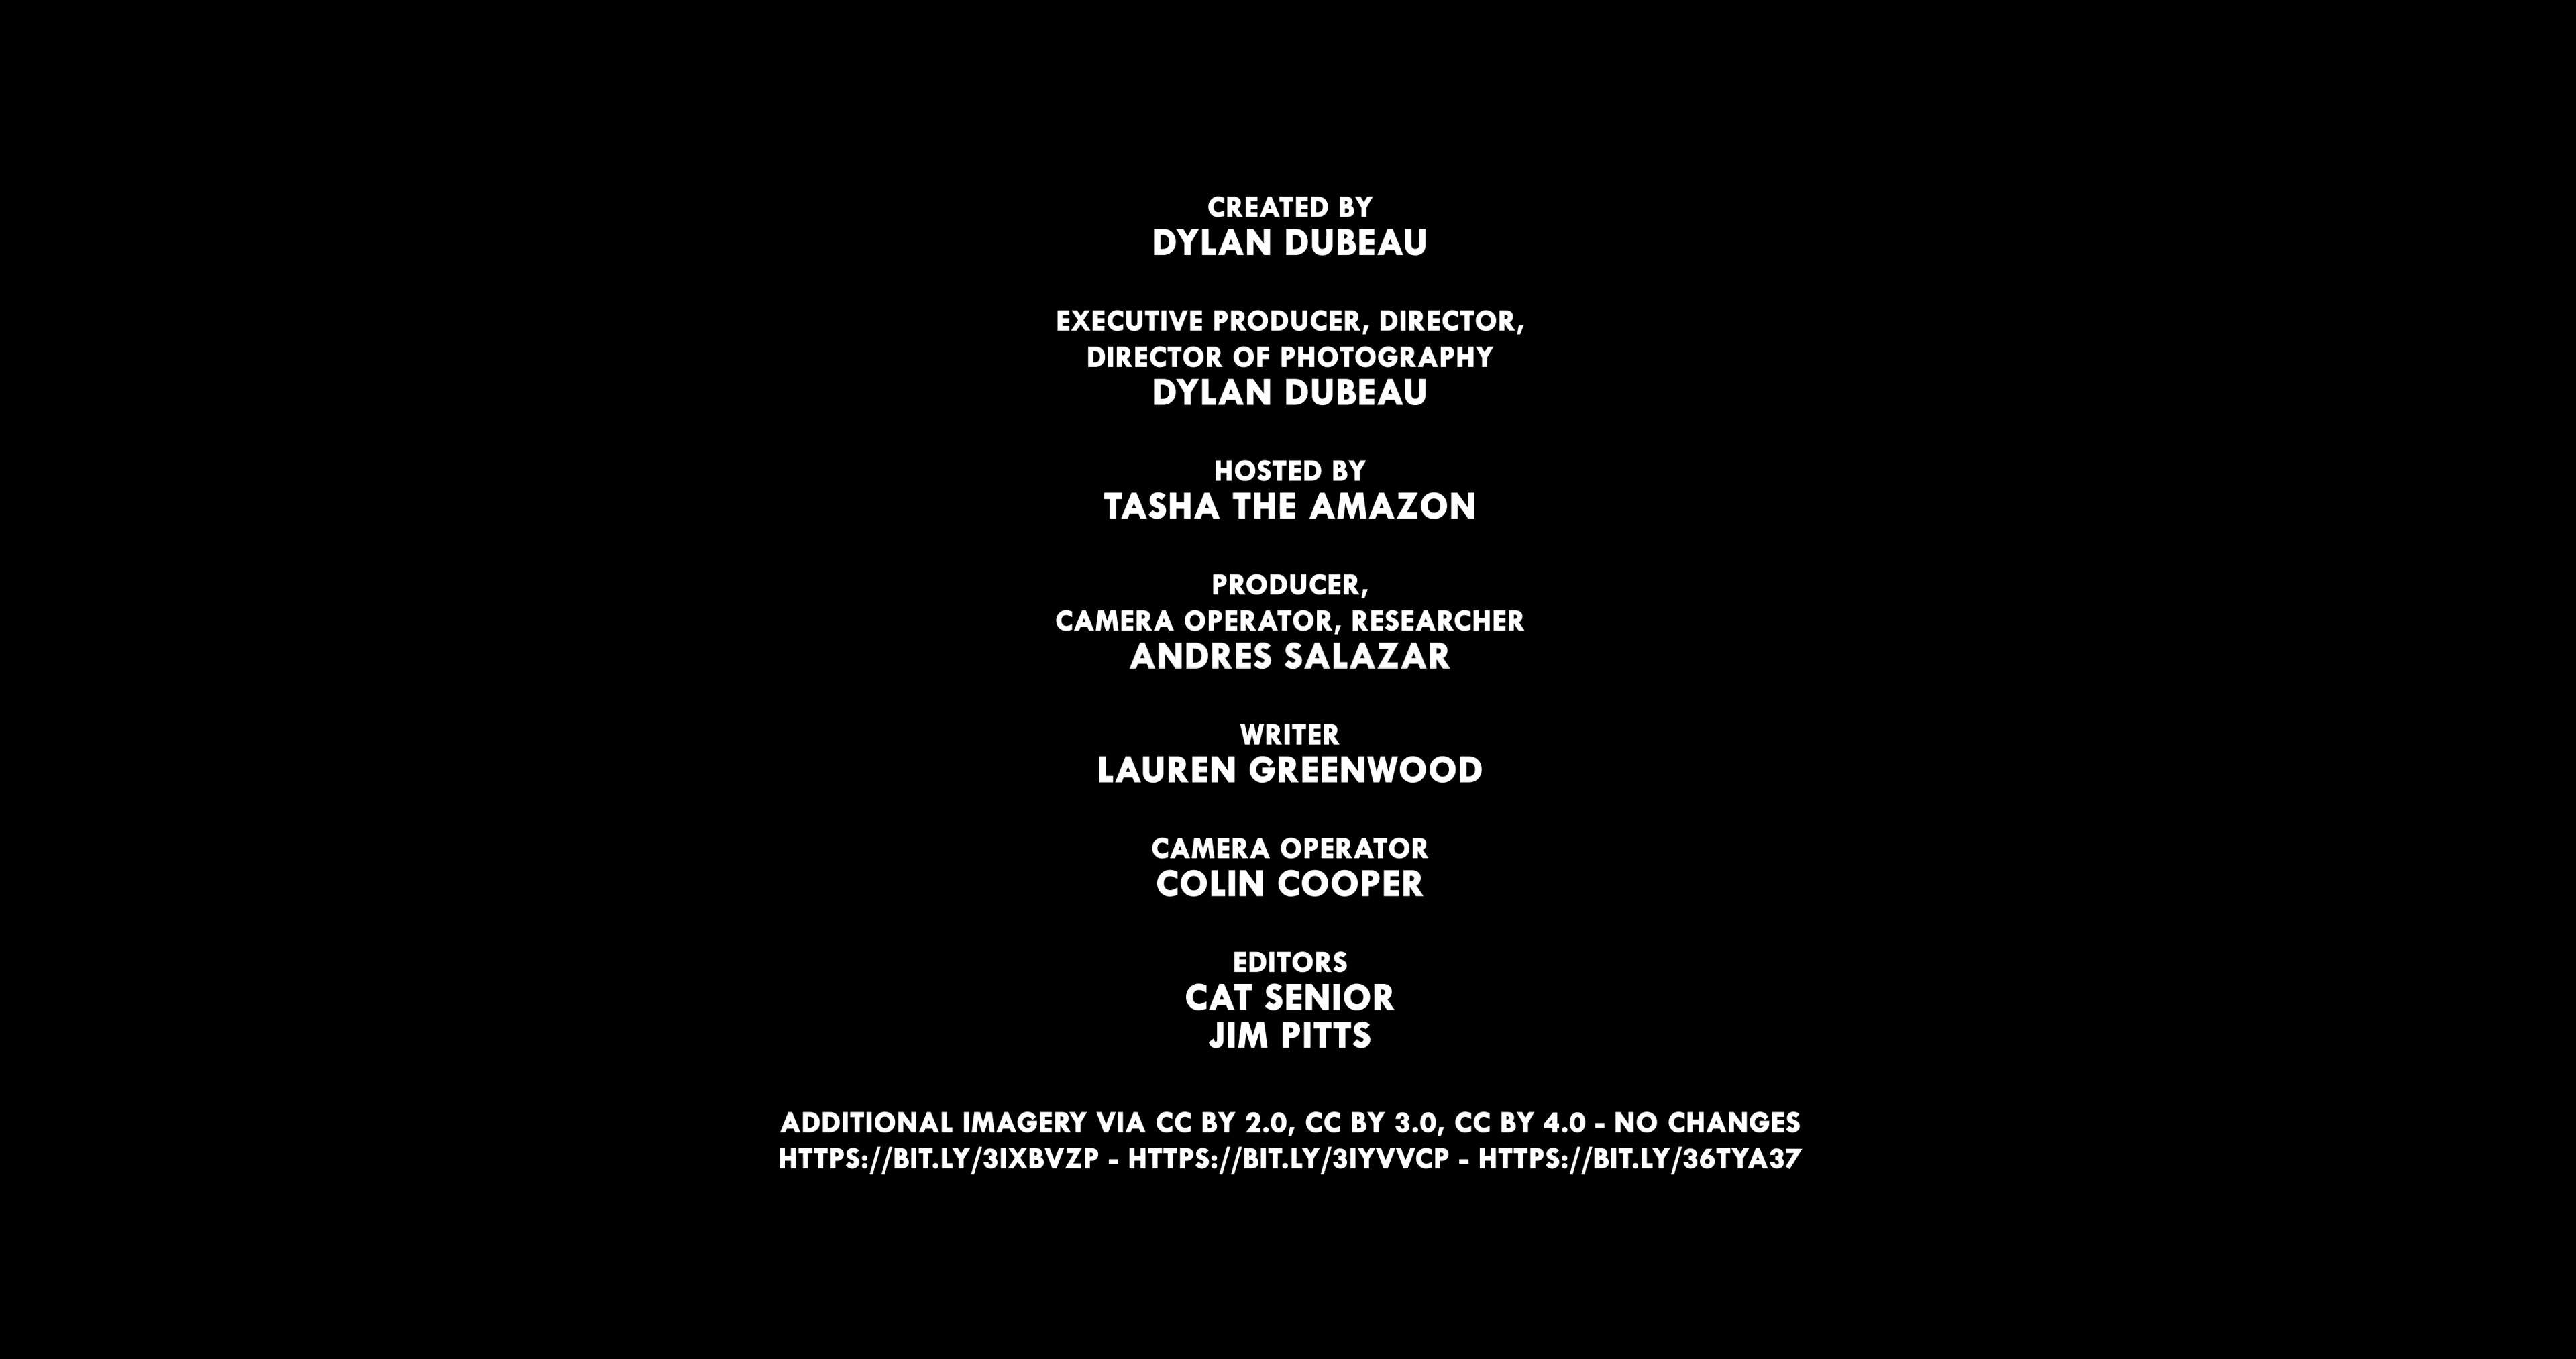 CREATED BY
DYLAN DUBEAU
EXECUTIVE PRODUCER, DIRECTOR,
DIRECTOR OF PHOTOGRAPHY
DYLAN DUBEAU
HOSTED BY
TASHA THE AMAZON
PRODUCER,
CAMERA OPERATOR, RESEARCHER
ANDRES SALAZAR
WRITER
LAUREN GREENWOOD
CAMERA OPERATOR
COLIN COOPER
EDITORS
CAT SENIOR
JIM PITTS
ADDITIONAL IMAGERY VIA CC BY 2.0, CC BY 3.0, CC BY 4.0 - NO CHANGES
HTTPS://BIT.LY/3IXBVZP - HTTPS://BIT.LY/3IYVVCP - HTTPS://BIT.LY/36TYA37